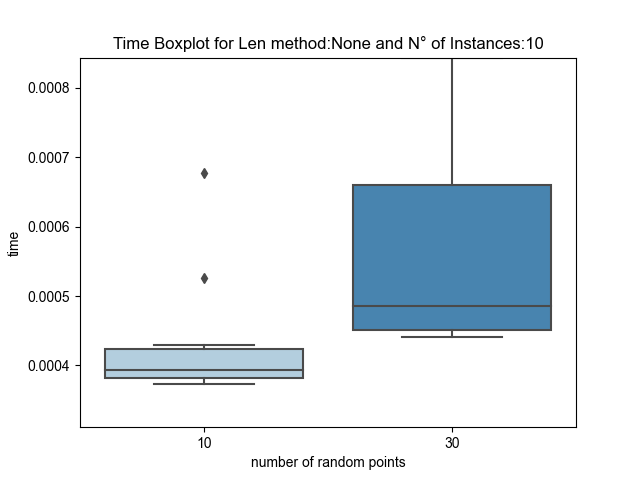 Time Boxplot for Len method:None and N° of Instances:10
0.0008
0.0007
0.0006
0.0005
0.0004
time
10
30
number of random points